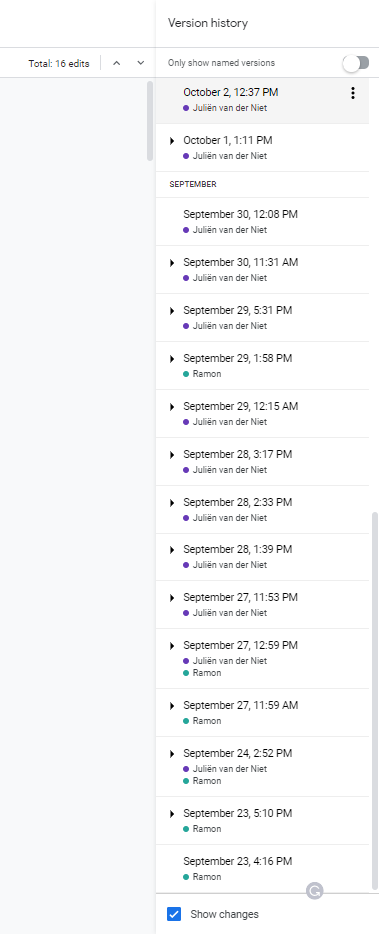 Version history
Total: 16 edits
Only show named versions
October 2, 12:37 PM
Juliën van der Niet
October 1, 1:11 PM
Juliën van der Niet
SEPTEMBER
September 30, 12:08 PM
Juliën van der Niet
September 30, 11:31 AM
Juliën van der Niet
September 29, 5:31 PM
Juliën van der Niet
September 29, 1:58 PM
Ramon
September 29, 12:15 AM
Juliën van der Niet
September 28, 3:17 PM
Juliën van der Niet
September 28, 2:33 PM
Juliën van der Niet
September 28, 1:39 PM
Juliën van der Niet
September 27, 11:53 PM
Juliën van der Niet
September 27, 12:59 PM
Juliën van der Niet
Ramon
September 27, 11:59 AM
Ramon
September 24, 2:52 PM
Juliën van der Niet
Ramon
September 23, 5:10 PM
Ramon
September 23, 4:16 PM
Ramon
Show changes